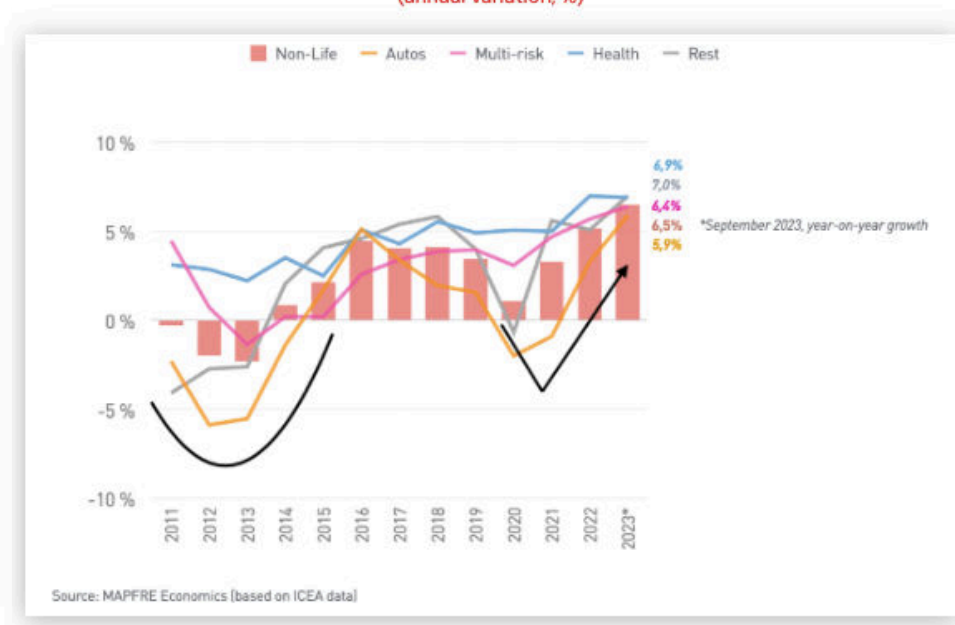 (annual variation, %)
Non-Life Autos Multi-risk Health Rest
10 %
5 %
0 %
-5 %
-10 %
6,9%
7,0%
6,4%
6,5%
5,9%
*September 2023, year-on-year growth
2011 2012 2013 2014 2015 2016 2017 2018 2019 2020 2021 2022 2023*
Source: MAPFRE Economics (based on ICEA data)